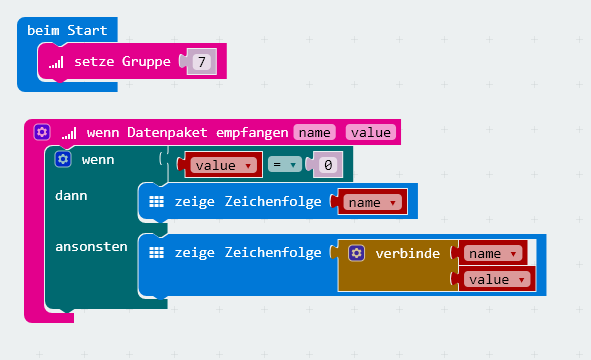 beim Start
setze Gruppe 7
wenn Datenpaket empfangen name value
wenn value = 0
dann zeige Zeichenfolge name
ansonsten zeige Zeichenfolge verbinde name
value